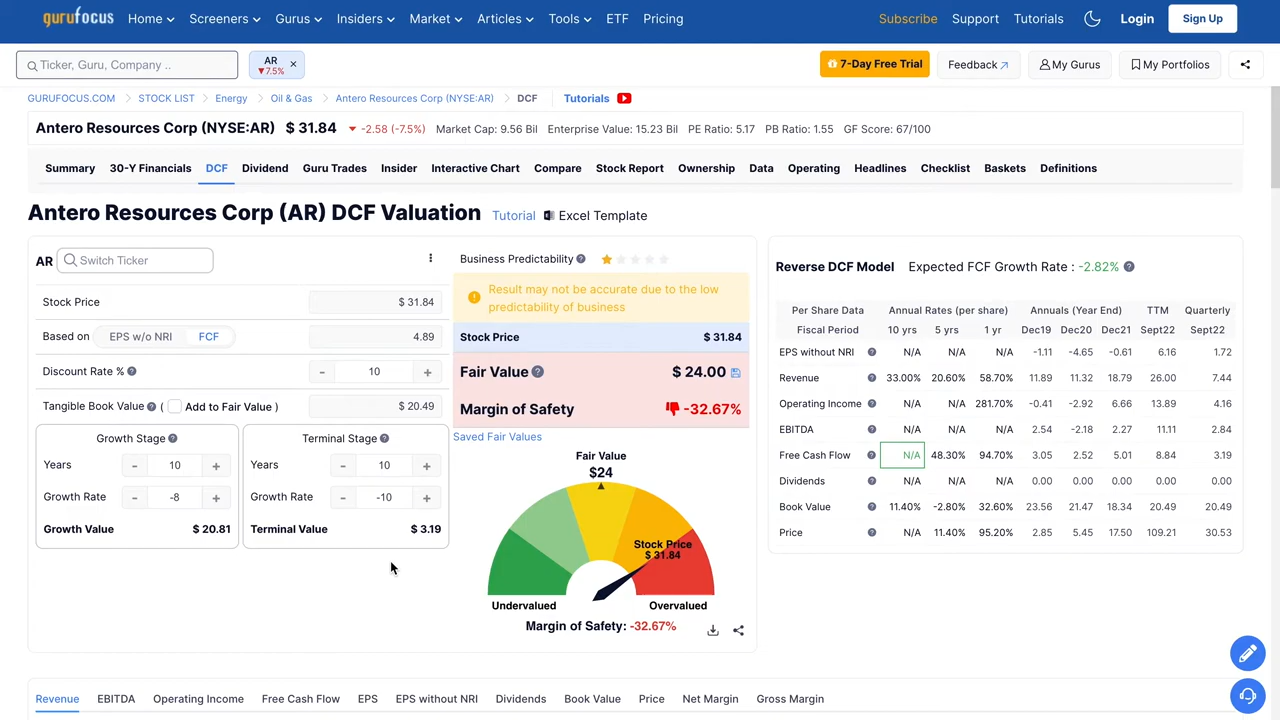 gurufocus Home Screeners Gurus Insiders Market Articles Tools ETF Pricing Subscribe Support Tutorials Login Sign Up
Ticker, Guru, Company .. AR ▼7.5% × 7-Day Free Trial Feedback My Gurus My Portfolios
GURUFOCUS.COM > STOCK LIST > Energy > Oil & Gas > Antero Resources Corp (NYSE:AR) > DCF Tutorials
Antero Resources Corp (NYSE:AR) $ 31.84 ▼ -2.58 (-7.5%) Market Cap: 9.56 Bil Enterprise Value: 15.23 Bil PE Ratio: 5.17 PB Ratio: 1.55 GF Score: 67/100
Summary 30-Y Financials DCF Dividend Guru Trades Insider Interactive Chart Compare Stock Report Ownership Data Operating Headlines Checklist Baskets Definitions
Antero Resources Corp (AR) DCF Valuation Tutorial Excel Template
AR Switch Ticker
Stock Price $ 31.84
Based on EPS w/o NRI FCF 4.89
Discount Rate % - 10 +
Tangible Book Value ( Add to Fair Value ) $ 20.49
Growth Stage
Years - 10 +
Growth Rate - -8 +
Growth Value $ 20.81
Terminal Stage
Years - 10 +
Growth Rate - -10 +
Terminal Value $ 3.19
Business Predictability
Result may not be accurate due to the low
predictability of business
Stock Price $ 31.84
Fair Value $ 24.00
Margin of Safety -32.67%
Saved Fair Values
Fair Value
$24
Stock Price
$ 31.84
Undervalued Overvalued
Margin of Safety: -32.67%
Reverse DCF Model Expected FCF Growth Rate : -2.82%
Per Share Data Annual Rates (per share) Annuals (Year End) TTM Quarterly
Fiscal Period 10 yrs 5 yrs 1 yr Dec19 Dec20 Dec21 Sept22 Sept22
EPS without NRI N/A N/A N/A -1.11 -4.65 -0.61 6.16 1.72
Revenue 33.00% 20.60% 58.70% 11.89 11.32 18.79 26.00 7.44
Operating Income N/A N/A 281.70% -0.41 -2.92 6.66 13.89 4.16
EBITDA N/A N/A N/A 2.54 -2.18 2.27 11.11 2.84
Free Cash Flow N/A 48.30% 94.70% 3.05 2.52 5.01 8.84 3.19
Dividends N/A N/A N/A 0.00 0.00 0.00 0.00 0.00
Book Value 11.40% -2.80% 32.60% 23.56 21.47 18.34 20.49 20.49
Price N/A 11.40% 95.20% 2.85 5.45 17.50 109.21 30.53
Revenue EBITDA Operating Income Free Cash Flow EPS EPS without NRI Dividends Book Value Price Net Margin Gross Margin